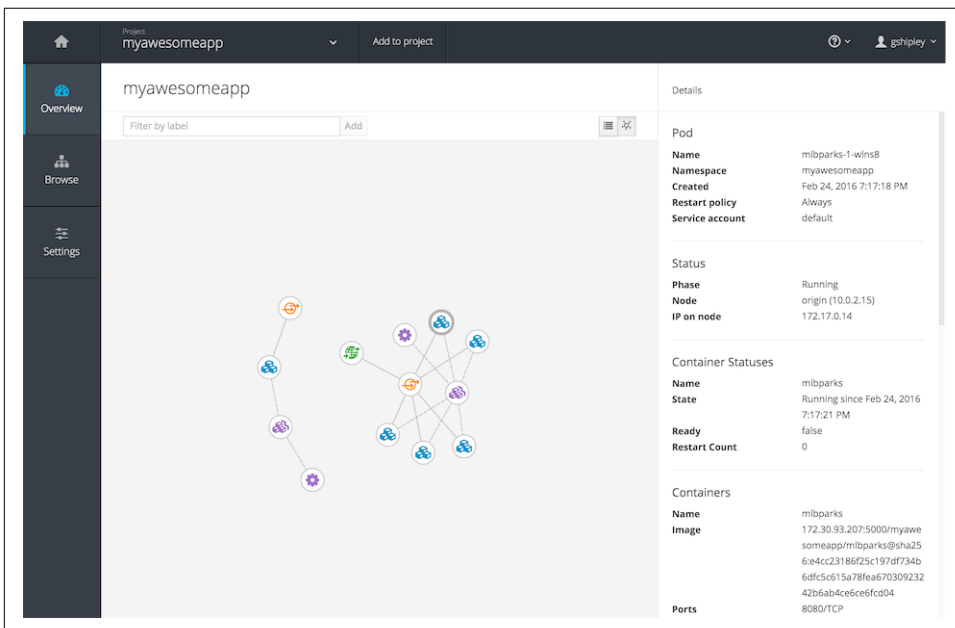 Project
myawesomeapp
Add to project
gshipley
Overview
Browse
Settings
myawesomeapp
Filter by label
Add
Details
Pod
Name mlbparks-1-wlns8
Namespace myawesomeapp
Created Feb 24, 2016 7:17:18 PM
Restart policy Always
Service account default
Status
Phase Running
Node origin (10.0.2.15)
IP on node 172.17.0.14
Container Statuses
Name mlbparks
State Running since Feb 24, 2016
7:17:21 PM
Ready false
Restart Count 0
Containers
Name mlbparks
Image 172.30.93.207:5000/myawe
someapp/mlbparks@sha25
6:e4cc23186f25c197df734b
6dfc5c615a78fea670309232
42b6ab4ce6ce6fcd04
Ports 8080/TCP